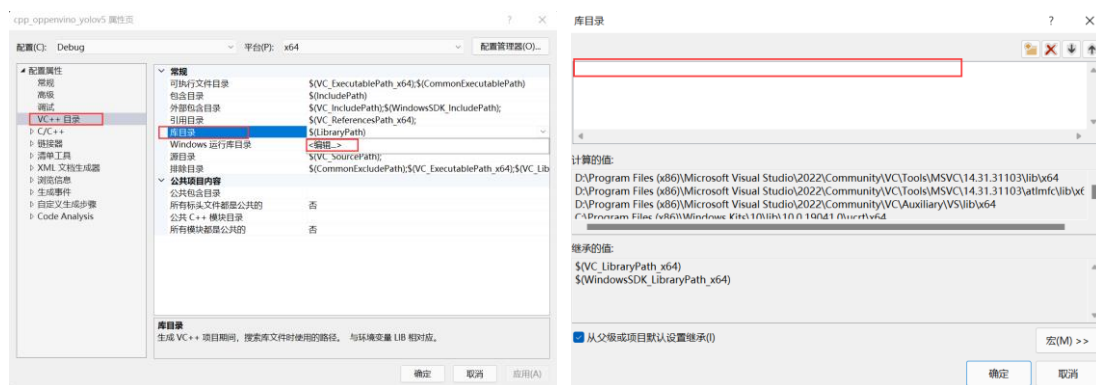 cpp_oppenvino_yolov5 属性页
? ×
配置(C): Debug
平台(P): x64
配置管理器(O)...
配置属性
常规
高级
调试
VC++ 目录
C/C++
链接器
清单工具
XML 文档生成器
浏览信息
生成事件
自定义生成步骤
Code Analysis
常规
可执行文件目录 $(VC_ExecutablePath_x64);$(CommonExecutablePath)
包含目录 $(IncludePath)
外部包含目录 $(VC_IncludePath);$(WindowsSDK_IncludePath);
引用目录 $(VC_ReferencesPath_x64);
库目录 $(LibraryPath)
Windows 运行库目录 <编辑...>
源目录 $(VC_SourcePath);
排除目录 $(CommonExcludePath);$(VC_ExecutablePath_x64);$(VC_Lib
公共项目内容
公共包含目录
所有标头文件都是公共的 否
公共 C++ 模块目录
所有模块都是公共的 否
库目录
生成 VC++ 项目期间，搜索库文件时使用的路径。 与环境变量 LIB 相对应。
确定 取消 应用(A)
库目录
? ×
计算的值:
D:\Program Files (x86)\Microsoft Visual Studio\2022\Community\VC\Tools\MSVC\14.31.31103\lib\x64
D:\Program Files (x86)\Microsoft Visual Studio\2022\Community\VC\Tools\MSVC\14.31.31103\atlmfc\lib\x6
D:\Program Files (x86)\Microsoft Visual Studio\2022\Community\VC\Auxiliary\VS\lib\x64
C:\Program Files (x86)\Windows Kits\10\lib\10.0.19041.0\ucrt\x64
继承的值:
$(VC_LibraryPath_x64)
$(WindowsSDK_LibraryPath_x64)
从父级或项目默认设置继承(I)
宏(M) >>
确定 取消